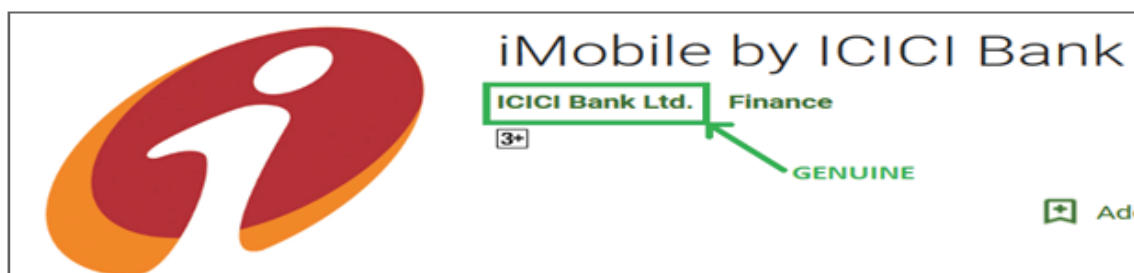 iMobile by ICICI Bank
ICICI Bank Ltd. Finance
3+
GENUINE